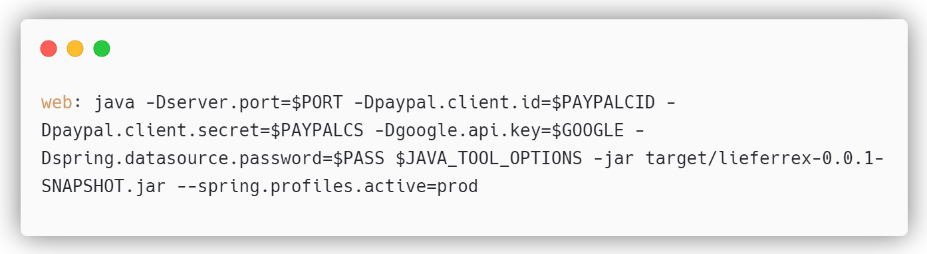 web: java -Dserver.port=$PORT -Dpaypal.client.id=$PAYPALCID -
Dpaypal.client.secret=$PAYPALCS -Dgoogle.api.key=$GOOGLE -
Dspring.datasource.password=$PASS $JAVA_TOOL_OPTIONS -jar target/lieferrex-0.0.1-
SNAPSHOT.jar --spring.profiles.active=prod